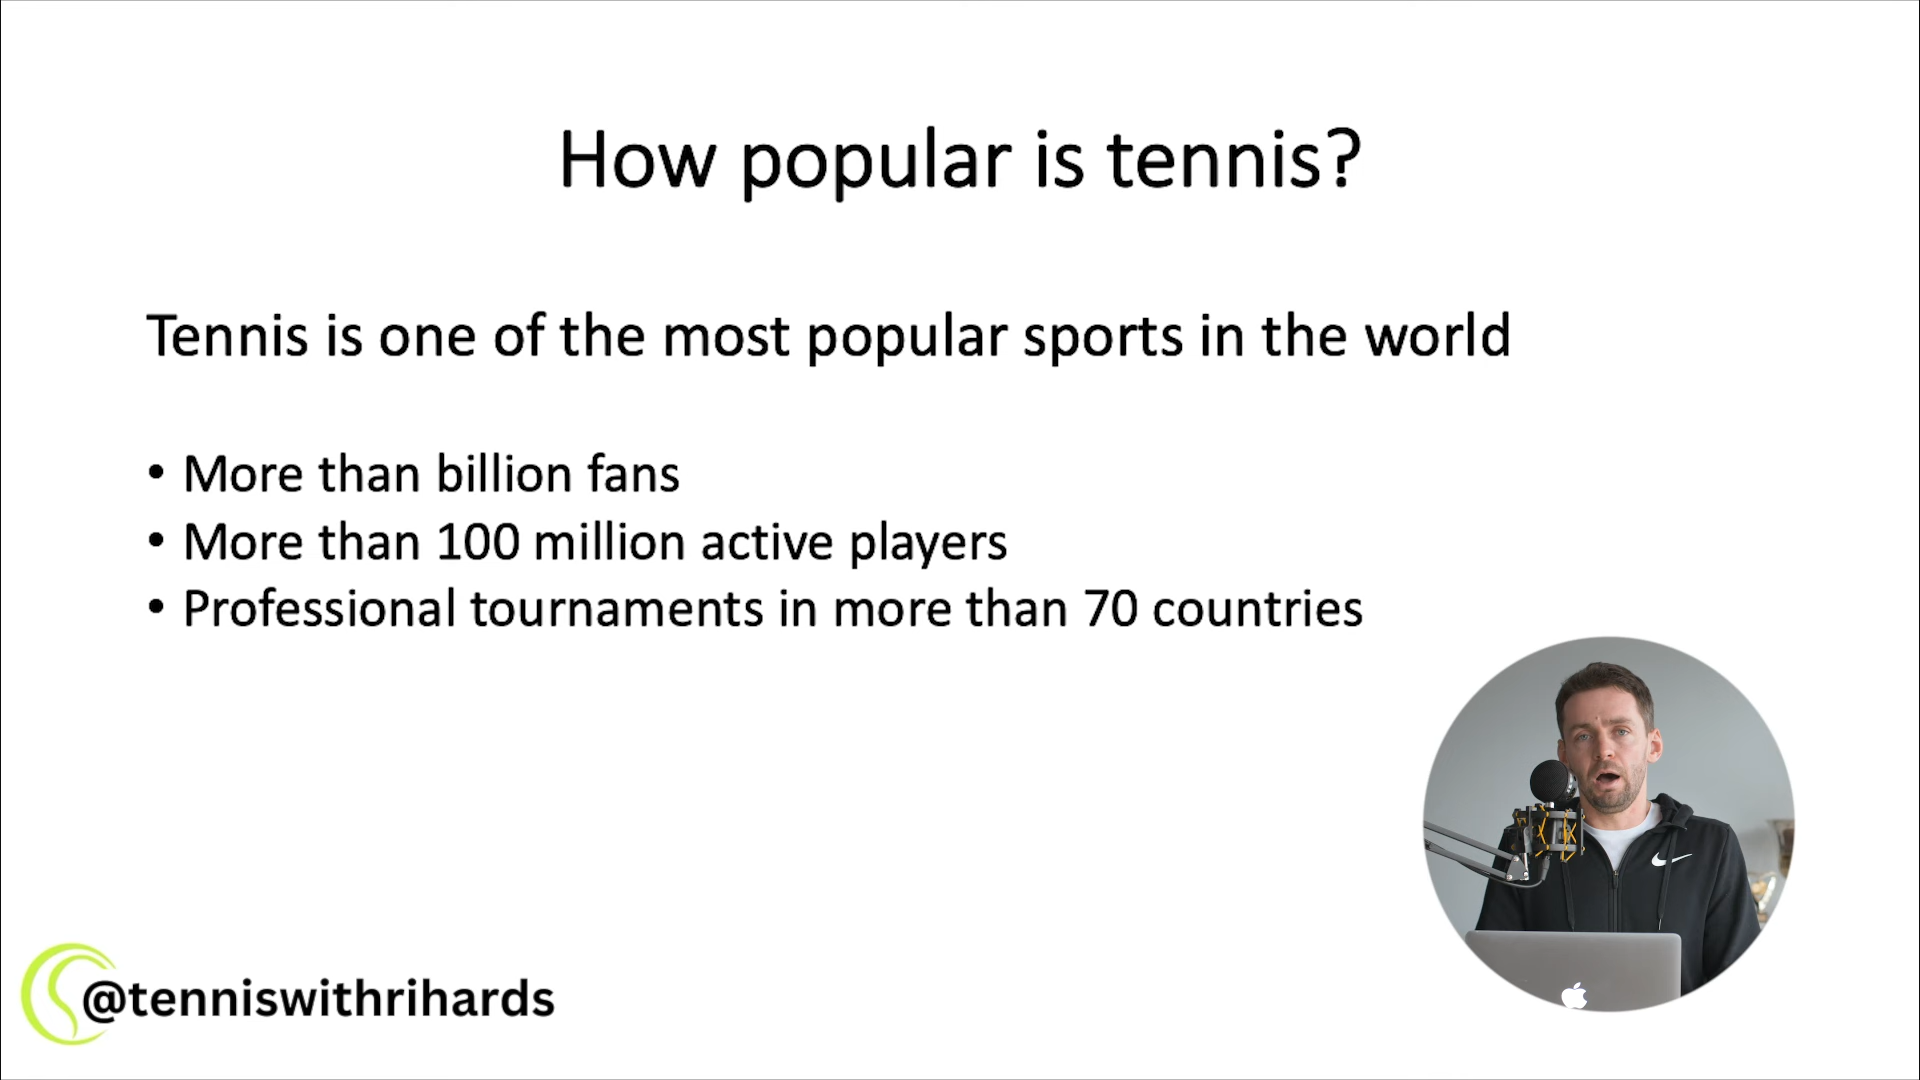 How popular is tennis?
Tennis is one of the most popular sports in the world
• More than billion fans
• More than 100 million active players
• Professional tournaments in more than 70 countries
@tenniswithrihards